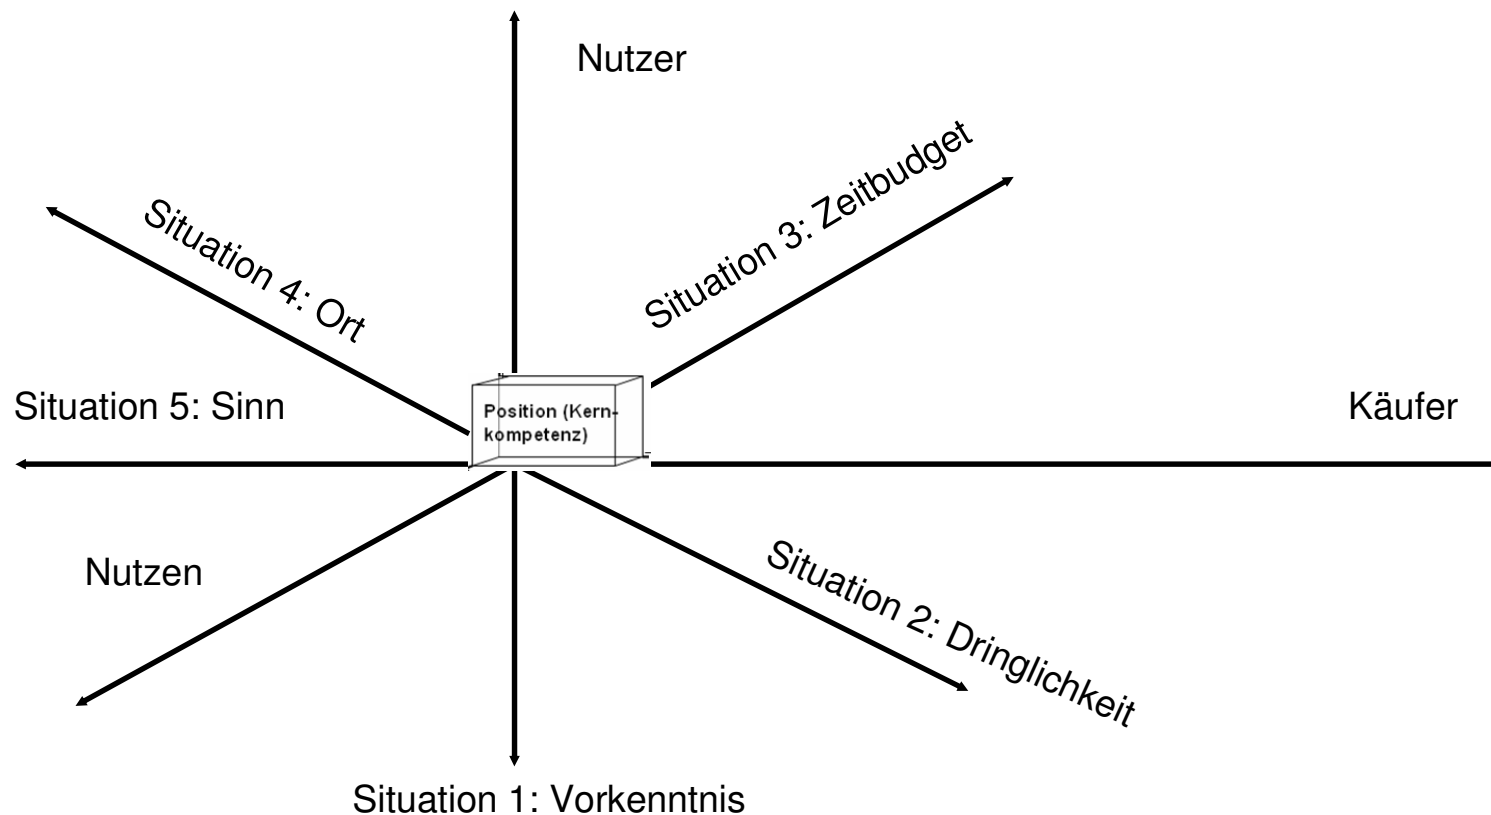 Nutzer
Situation 3: Zeitbudget
Situation 4: Ort
Situation 5: Sinn
Position (Kern-
kompetenz)
Käufer
Nutzen
Situation 2: Dringlichkeit
Situation 1: Vorkenntnis